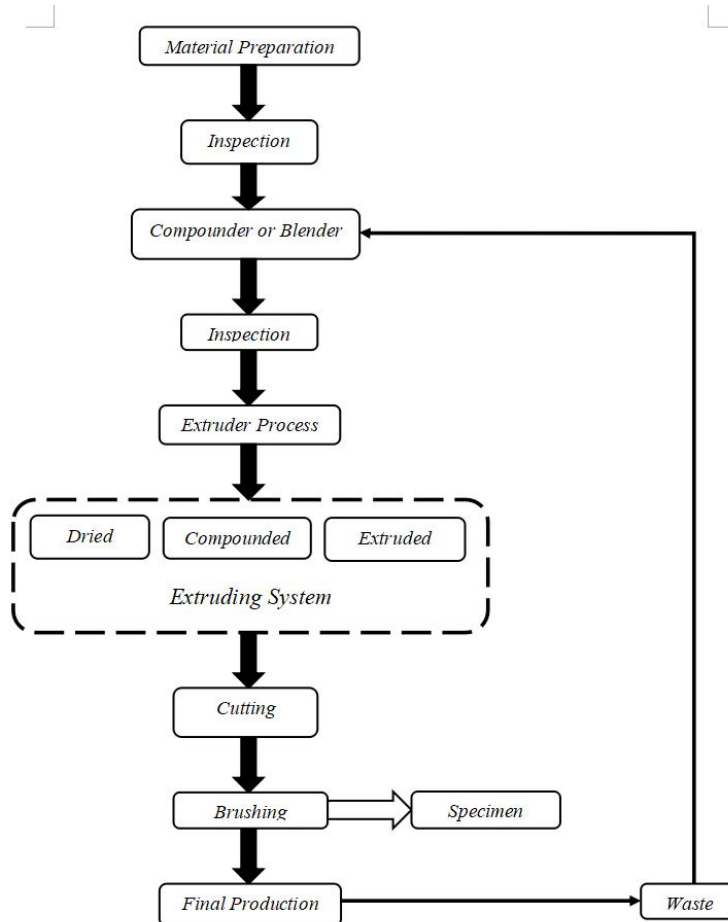 Material Preparation
Inspection
Compounder or Blender
Inspection
Extruder Process
Dried
Compounded
Extruded
Extruding System
Cutting
Brushing
Specimen
Final Production
Waste